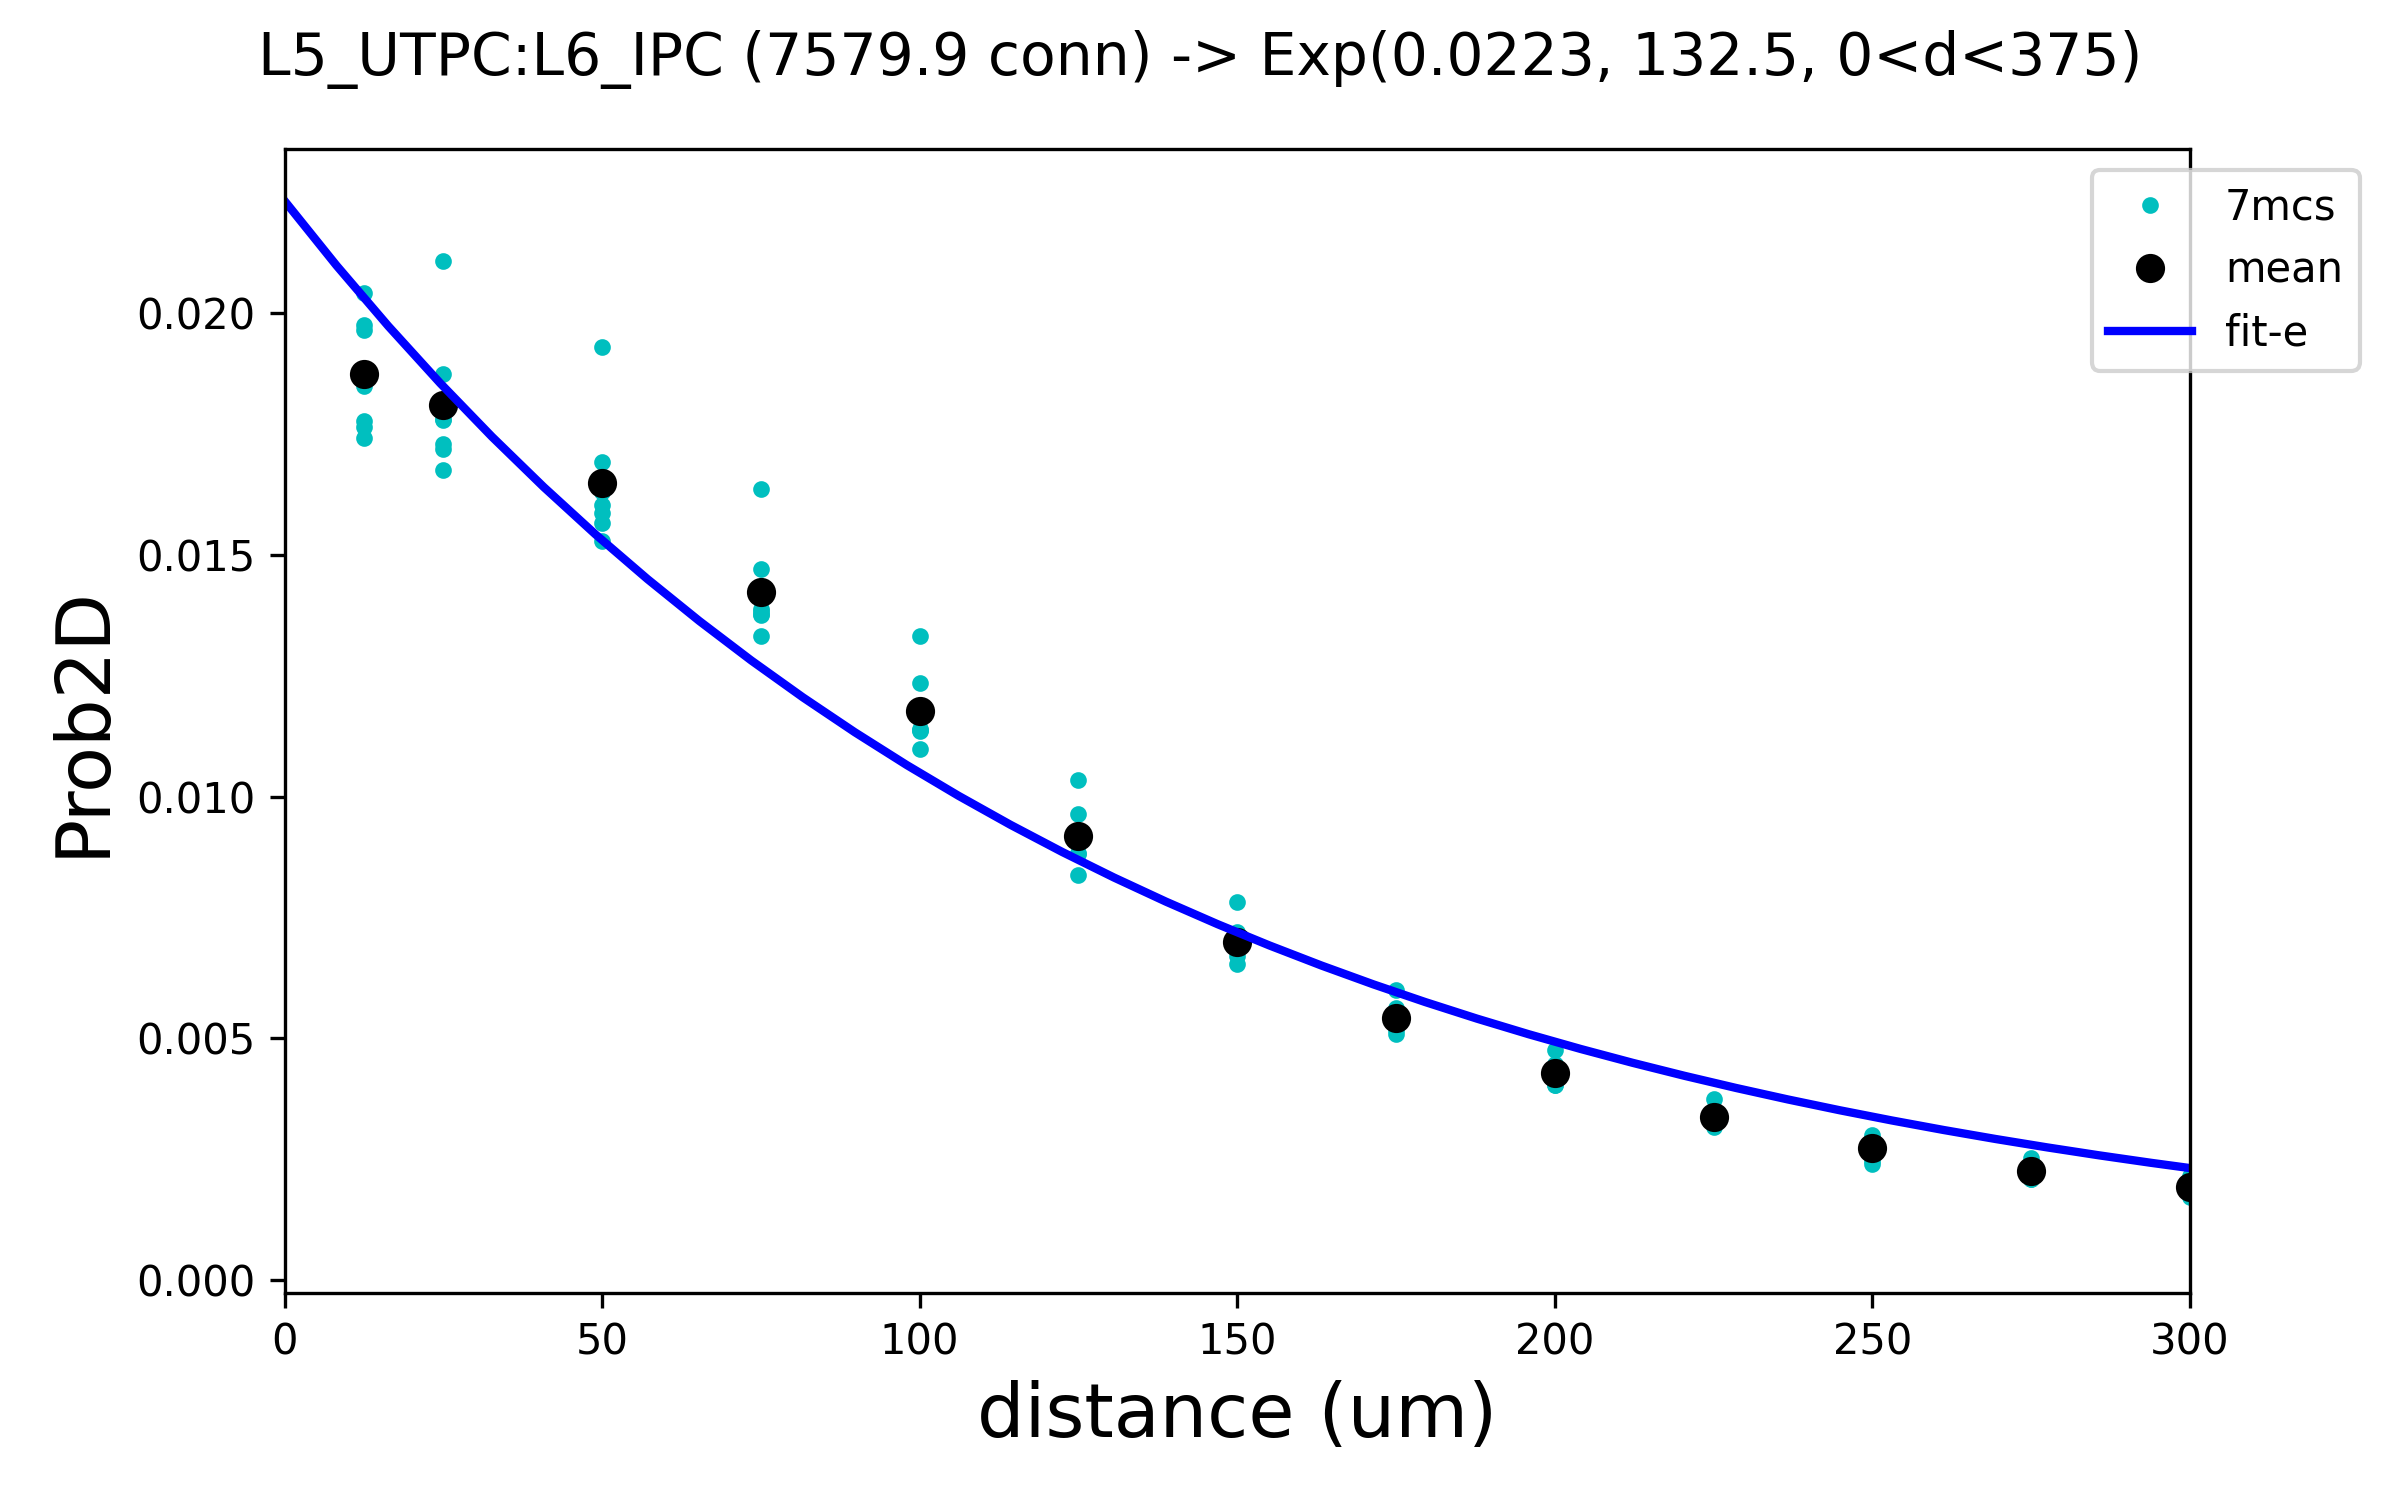 L5_UTPC:L6_IPC (7579.9 conn) -> Exp(0.0223, 132.5, 0<d<375)
7mcs
mean
fit-e
Prob2D
0.020
0.015
0.010
0.005
0.000
0 50 100 150 200 250 300
distance (um)